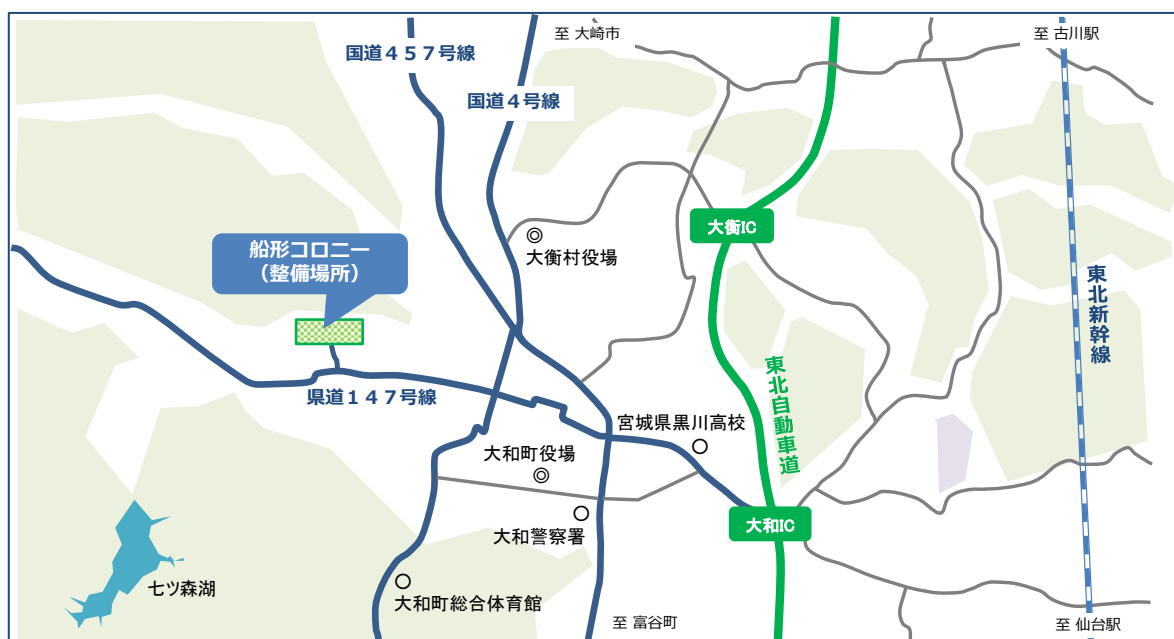 至 大崎市
至 古川駅
国道４５７号線
国道４号線
大衡IC
船形コロニー
（整備場所）
大衡村役場
東北新幹線
東北自動車道
県道１４７号線
宮城県黒川高校
大和町役場
大和IC
大和警察署
七ツ森湖
大和町総合体育館
至 富谷町
至 仙台駅